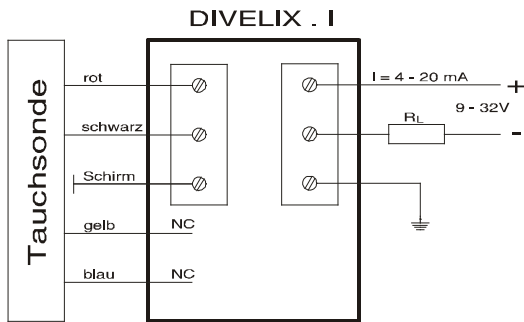 DIVELIX . I
Tauchsonde
rot
schwarz
Schirm
gelb
blau
NC
NC
I = 4 - 20 mA
+
9 - 32V
RL
-